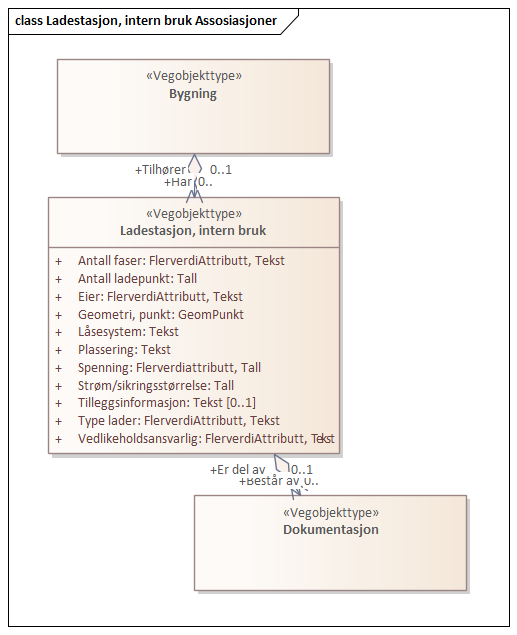 class Ladestasjon, intern bruk Assosiasjoner
«Vegobjekttype»
Bygning
+Tilhører 0..1
+Har 0..
«Vegobjekttype»
Ladestasjon, intern bruk
+ Antall faser: FlerverdiAttributt, Tekst
+ Antall ladepunkt: Tall
+ Eier: FlerverdiAttributt, Tekst
+ Geometri, punkt: GeomPunkt
+ Låsesystem: Tekst
+ Plassering: Tekst
+ Spenning: Flerverdiattributt, Tall
+ Strøm/sikringsstørrelse: Tall
+ Tilleggsinformasjon: Tekst [0..1]
+ Type lader: FlerverdiAttributt, Tekst
+ Vedlikeholdsansvarlig: FlerverdiAttributt, Tekst
+Er del av 0..1
+Består av 0..
«Vegobjekttype»
Dokumentasjon